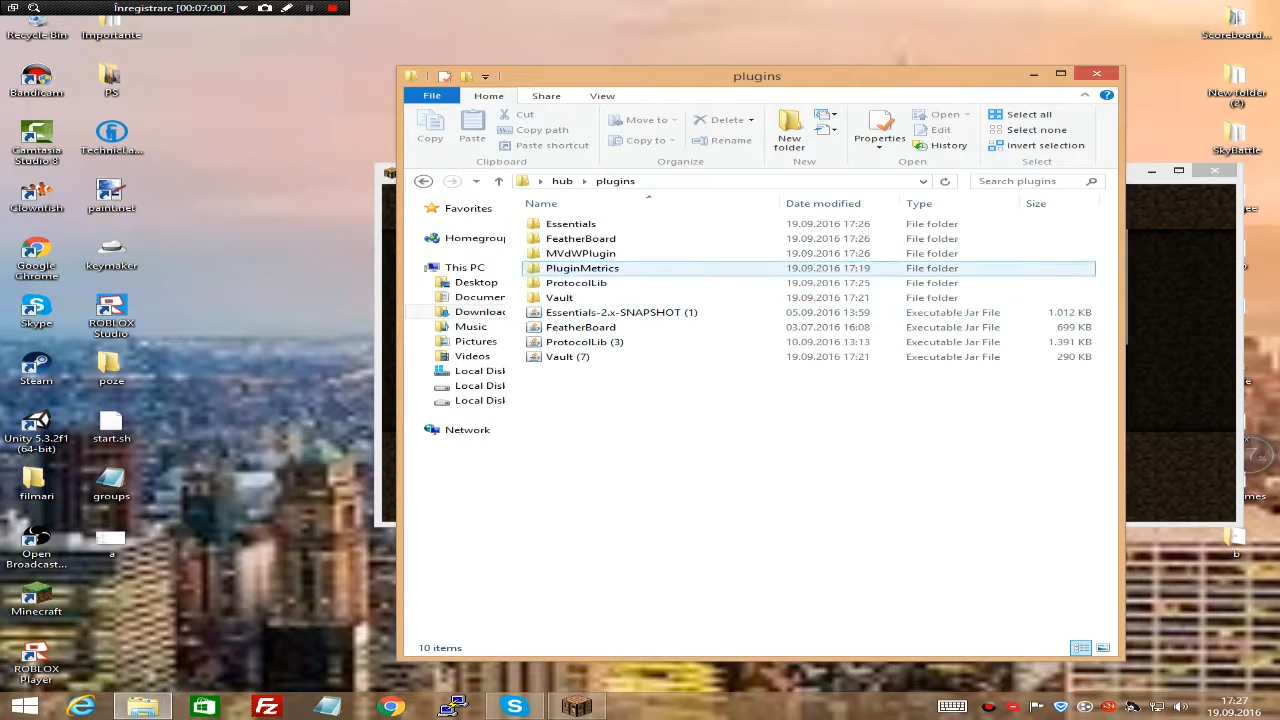 Înregistrare [00:07:00]
Recycle Bin
Importante
Bandicam
PS
Camtasia Studio 8
TechnicLa...
Clownfish
paint.net
Google Chrome
keymaker
Skype
ROBLOX Studio
Steam
poze
Unity 5.3.2f1 (64-bit)
start.sh
filmari
groups
Open Broadcast...
a
Minecraft
ROBLOX Player
Scoreboard...
New folder (2)
SkyBattle
b
plugins
File
Home
Share
View
Copy
Paste
Cut
Copy path
Paste shortcut
Clipboard
Move to
Copy to
Delete
Rename
Organize
New folder
New
Properties
Open
Edit
History
Open
Select all
Select none
Invert selection
Select
hub
plugins
Search plugins
Name
Date modified
Type
Size
Favorites
Homegroup
This PC
Desktop
Documen
Downloac
Music
Pictures
Videos
Local Disk
Local Disk
Local Disk
Network
Essentials 19.09.2016 17:26 File folder
FeatherBoard 19.09.2016 17:26 File folder
MVdWPlugin 19.09.2016 17:26 File folder
PluginMetrics 19.09.2016 17:19 File folder
ProtocolLib 19.09.2016 17:25 File folder
Vault 19.09.2016 17:21 File folder
Essentials-2.x-SNAPSHOT (1) 05.09.2016 13:59 Executable Jar File 1.012 KB
FeatherBoard 03.07.2016 16:08 Executable Jar File 699 KB
ProtocolLib (3) 10.09.2016 13:13 Executable Jar File 1.391 KB
Vault (7) 19.09.2016 17:21 Executable Jar File 290 KB
10 items
17:27
19.09.2016